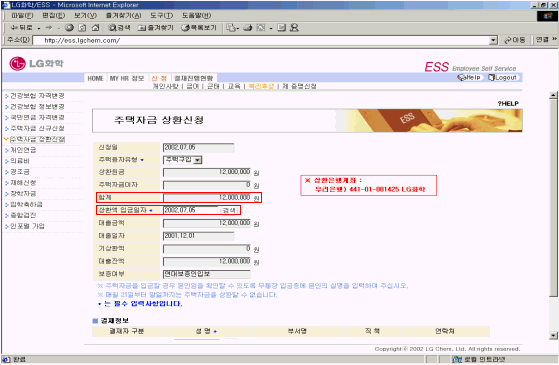 LG화학/ESS - Microsoft Internet Explorer
파일(F) 편집(E) 보기(V) 즐겨찾기(A) 도구(T) 도움말(H)
뒤로 검색 즐겨찾기 목록보기
주소(D) http://ess.lgchem.com/ 이동 연결 »
LG화학
ESS Employee Self Service
HOME MY HR 정보 신 청 결재진행현황 Help Logout
개인사항 | 급여 | 근태 | 교육 | 복리후생 | 제 증명신청
건강보험 자격변경
건강보험 정보변경
국민연금 자격변경
주택자금 신규신청
주택자금 상환신청
개인연금
의료비
경조금
재해신청
장학자금
입학축하금
종합검진
인포멀 가입
?HELP
주택자금 상환신청
ESS
신청일 2002.07.05
주택융자유형 주택구입
상환원금 12,000,000 원
주택자금이자 0 원
합계 12,000,000 원
상환액 입금일자 2002.07.05 검색
대출금액 12,000,000 원
대출일자 2001.12.01
기상환액 0 원
대출잔액 12,000,000 원
보증여부 연대보증인입보
※ 상환은행계좌 :
우리은행) 441-01-001425 LG화학
※ 주택자금을 입금할 경우 본인임을 확인할 수 있도록 무통장 입금증에 본인의 실명을 입력하여 주십시오.
※ 매월 21일부터 말일까지는 주택자금을 상환할 수 없습니다.
는 필수 입력사항입니다.
결재정보
결재자 구분 성 명 부서명 직 책 연락처
Copyright © 2002 LG Chem, Ltd. All rights reserved.
완료 로컬 인트라넷